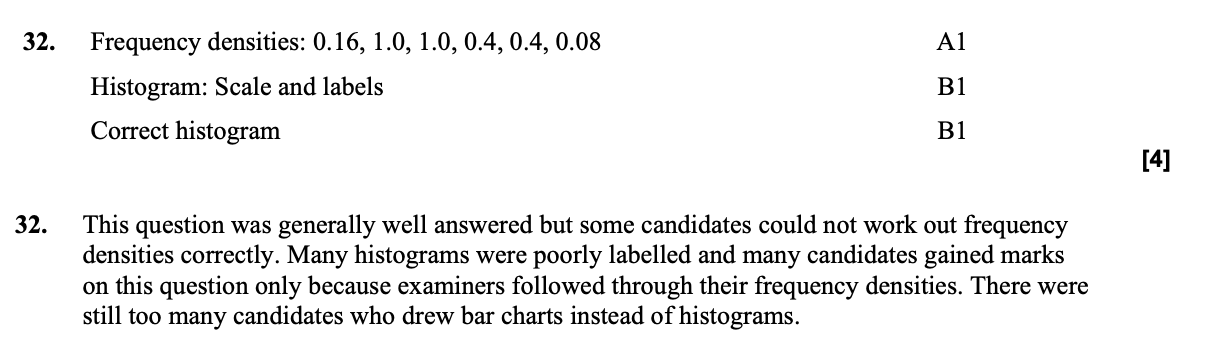 32. Frequency densities: 0.16, 1.0, 1.0, 0.4, 0.4, 0.08 A1
Histogram: Scale and labels B1
Correct histogram B1
[4]
32. This question was generally well answered but some candidates could not work out frequency
densities correctly. Many histograms were poorly labelled and many candidates gained marks
on this question only because examiners followed through their frequency densities. There were
still too many candidates who drew bar charts instead of histograms.